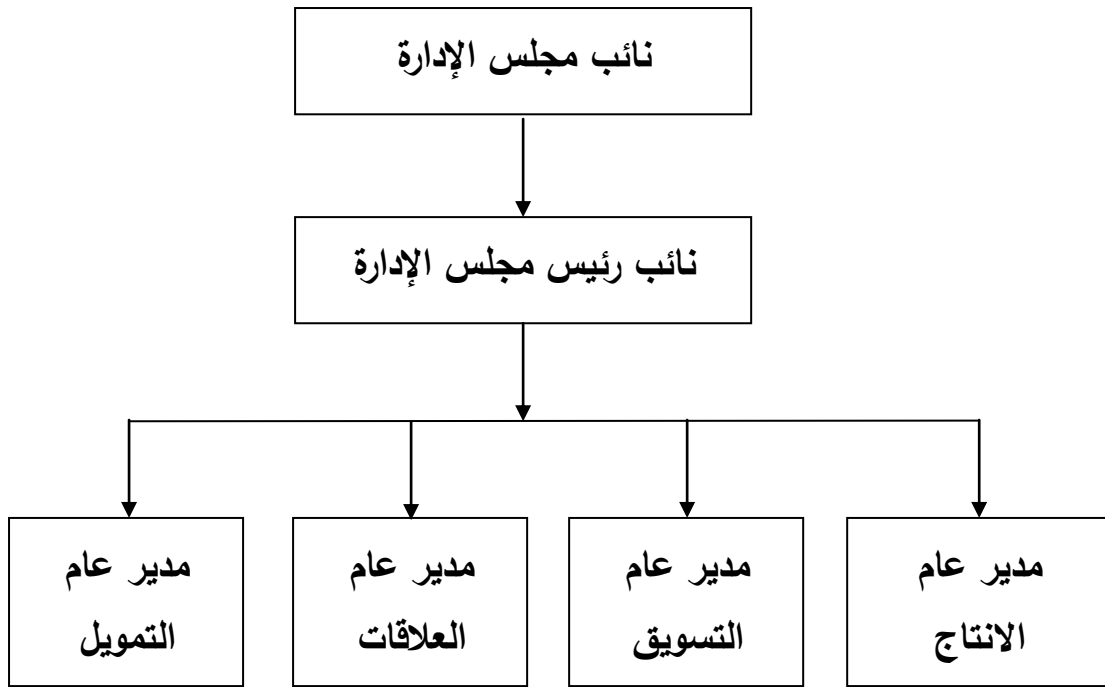 نائب مجلس الإدارة
نائب رئيس مجلس الإدارة
مدير عام
الانتاج
مدير عام
التسويق
مدير عام
العلاقات
مدير عام
التمويل